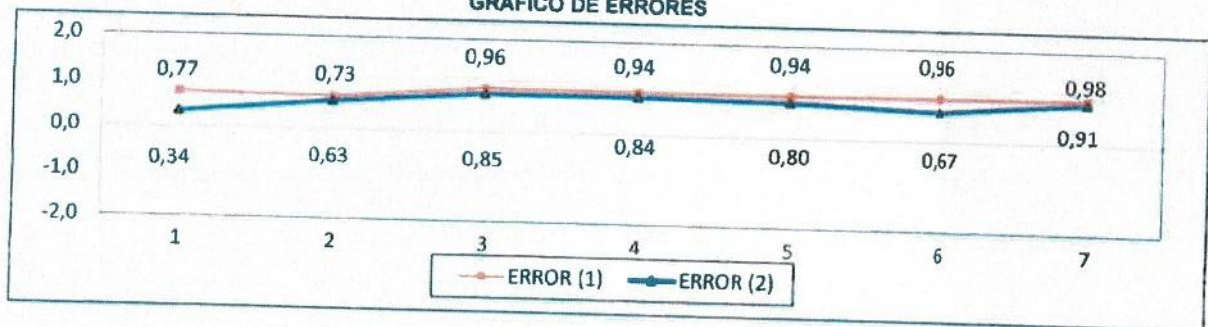 GRÁFICO DE ERRORES
2,0
1,0
0,0
-1,0
-2,0
0,77 0,73 0,96 0,94 0,94 0,96 0,98
0,34 0,63 0,85 0,84 0,80 0,67 0,91
1 2 3 4 5 6 7
ERROR (1) ERROR (2)